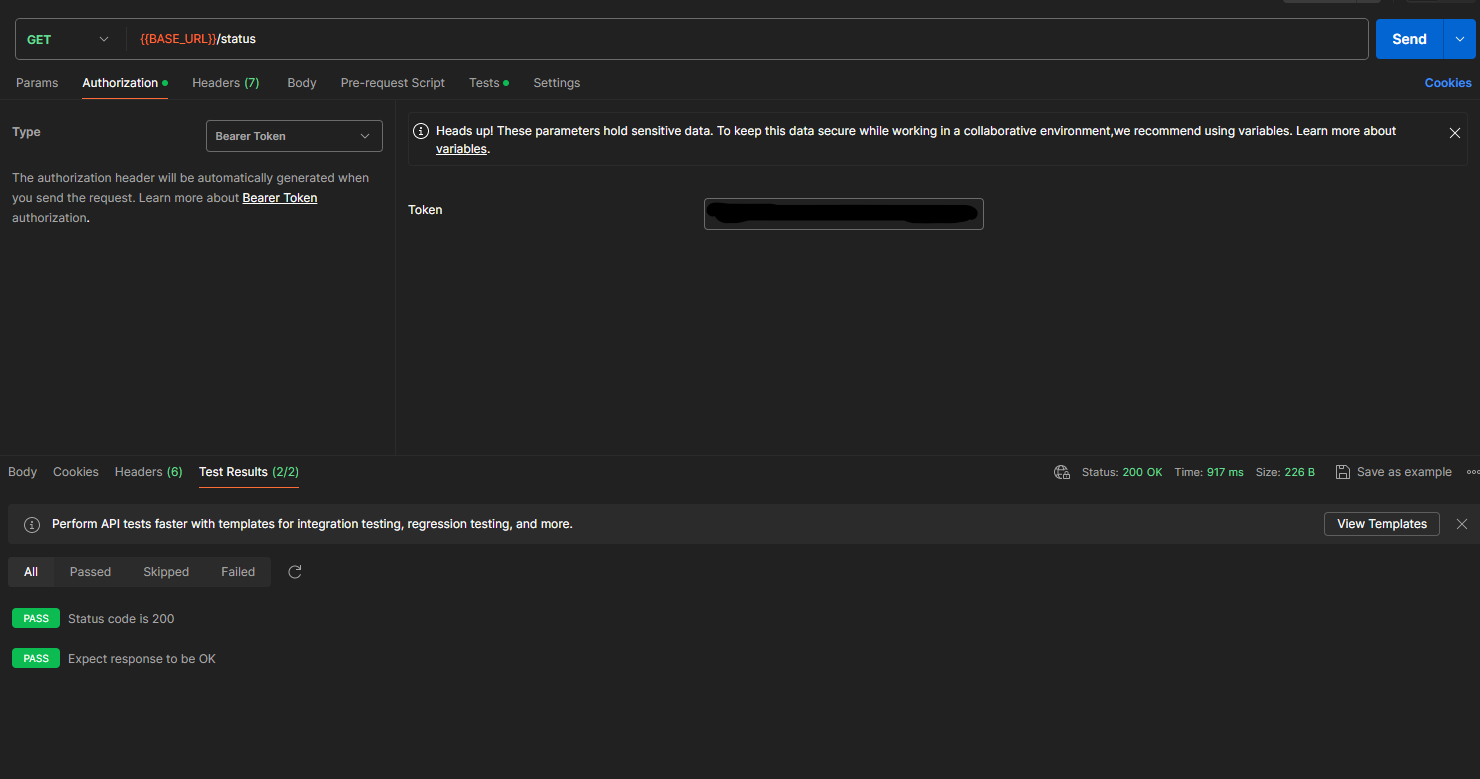 GET {{BASE_URL}}/status Send
Params Authorization Headers (7) Body Pre-request Script Tests Settings Cookies
Type Bearer Token
The authorization header will be automatically generated when
you send the request. Learn more about Bearer Token
authorization.
Heads up! These parameters hold sensitive data. To keep this data secure while working in a collaborative environment,we recommend using variables. Learn more about
variables.
Token
Body Cookies Headers (6) Test Results (2/2) Status: 200 OK Time: 917 ms Size: 226 B Save as example
Perform API tests faster with templates for integration testing, regression testing, and more. View Templates
All Passed Skipped Failed
PASS Status code is 200
PASS Expect response to be OK